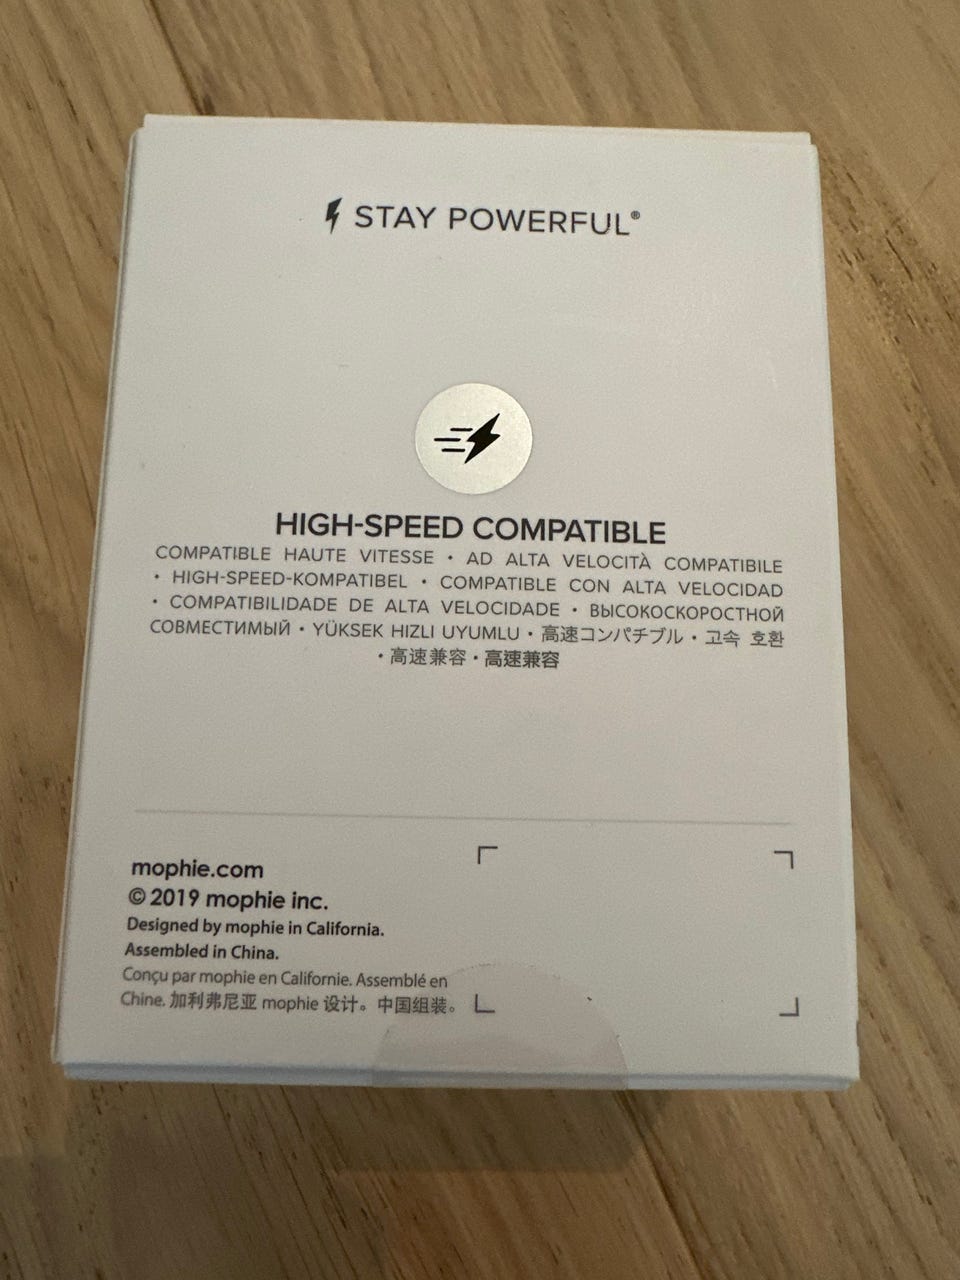 STAY POWERFUL®
HIGH-SPEED COMPATIBLE
COMPATIBLE HAUTE VITESSE • AD ALTA VELOCITÀ COMPATIBILE
• HIGH-SPEED-KOMPATIBEL • COMPATIBLE CON ALTA VELOCIDAD
• COMPATIBILIDADE DE ALTA VELOCIDADE • ВЫСОКОСКОРОСТНОЙ
СОВМЕСТИМЫЙ • YÜKSEK HIZLI UYUMLU • 高速コンパチブル • 고속 호환
• 高速兼容 • 高速兼容
mophie.com
© 2019 mophie inc.
Designed by mophie in California.
Assembled in China.
Conçu par mophie en Californie. Assemblé en
Chine. 加利弗尼亚 mophie 设计。中国组装。